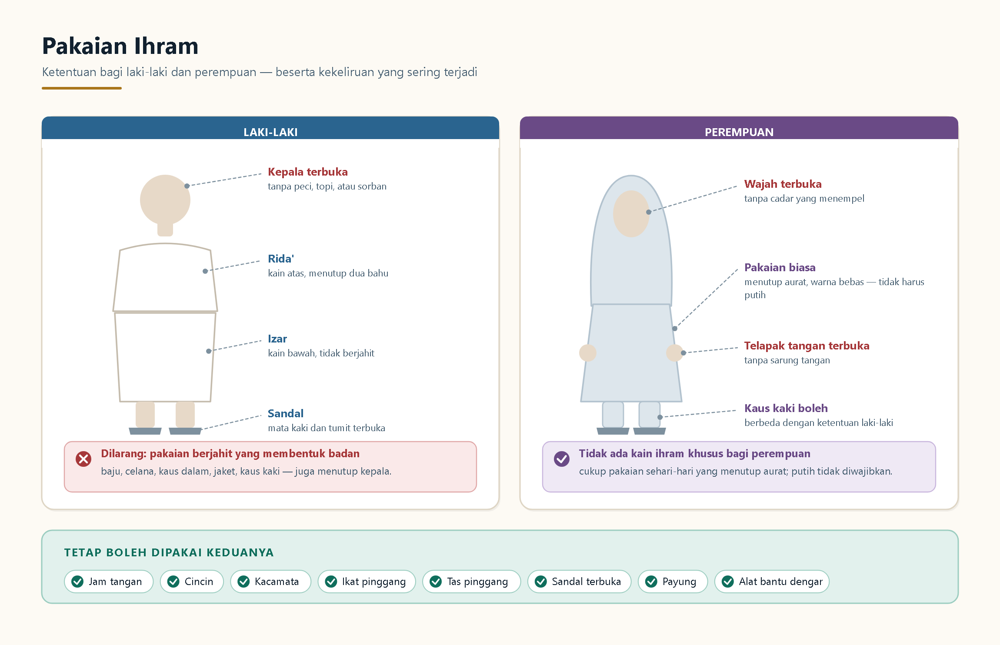 Pakaian Ihram
Ketentuan bagi laki-laki dan perempuan — beserta kekeliruan yang sering terjadi
LAKI-LAKI
Kepala terbuka
tanpa peci, topi, atau sorban
Rida'
kain atas, menutup dua bahu
Izar
kain bawah, tidak berjahit
Sandal
mata kaki dan tumit terbuka
Dilarang: pakaian berjahit yang membentuk badan
baju, celana, kaus dalam, jaket, kaus kaki — juga menutup kepala.
PEREMPUAN
Wajah terbuka
tanpa cadar yang menempel
Pakaian biasa
menutup aurat, warna bebas — tidak harus
putih
Telapak tangan terbuka
tanpa sarung tangan
Kaus kaki boleh
berbeda dengan ketentuan laki-laki
Tidak ada kain ihram khusus bagi perempuan
cukup pakaian sehari-hari yang menutup aurat; putih tidak diwajibkan.
TETAP BOLEH DIPAKAI KEDUANYA
Jam tangan
Cincin
Kacamata
Ikat pinggang
Tas pinggang
Sandal terbuka
Payung
Alat bantu dengar